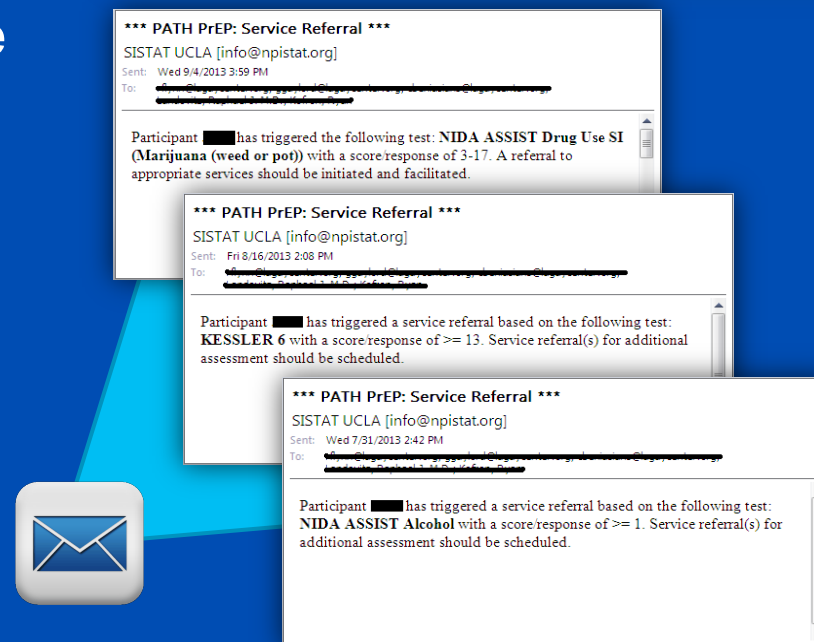 e
*** PATH PrEP: Service Referral ***
SISTAT UCLA [info@npistat.org]
Sent: Wed 9/4/2013 3:59 PM
To:
Participant has triggered the following test: NIDA ASSIST Drug Use SI
(Marijuana (weed or pot)) with a score/response of 3-17. A referral to
appropriate services should be initiated and facilitated.
*** PATH PrEP: Service Referral ***
SISTAT UCLA [info@npistat.org]
Sent: Fri 8/16/2013 2:08 PM
To:
Participant has triggered a service referral based on the following test:
KESSLER 6 with a score/response of >= 13. Service referral(s) for additional
assessment should be scheduled.
*** PATH PrEP: Service Referral ***
SISTAT UCLA [info@npistat.org]
Sent: Wed 7/31/2013 2:42 PM
To:
Participant has triggered a service referral based on the following test:
NIDA ASSIST Alcohol with a score/response of >= 1. Service referral(s) for
additional assessment should be scheduled.